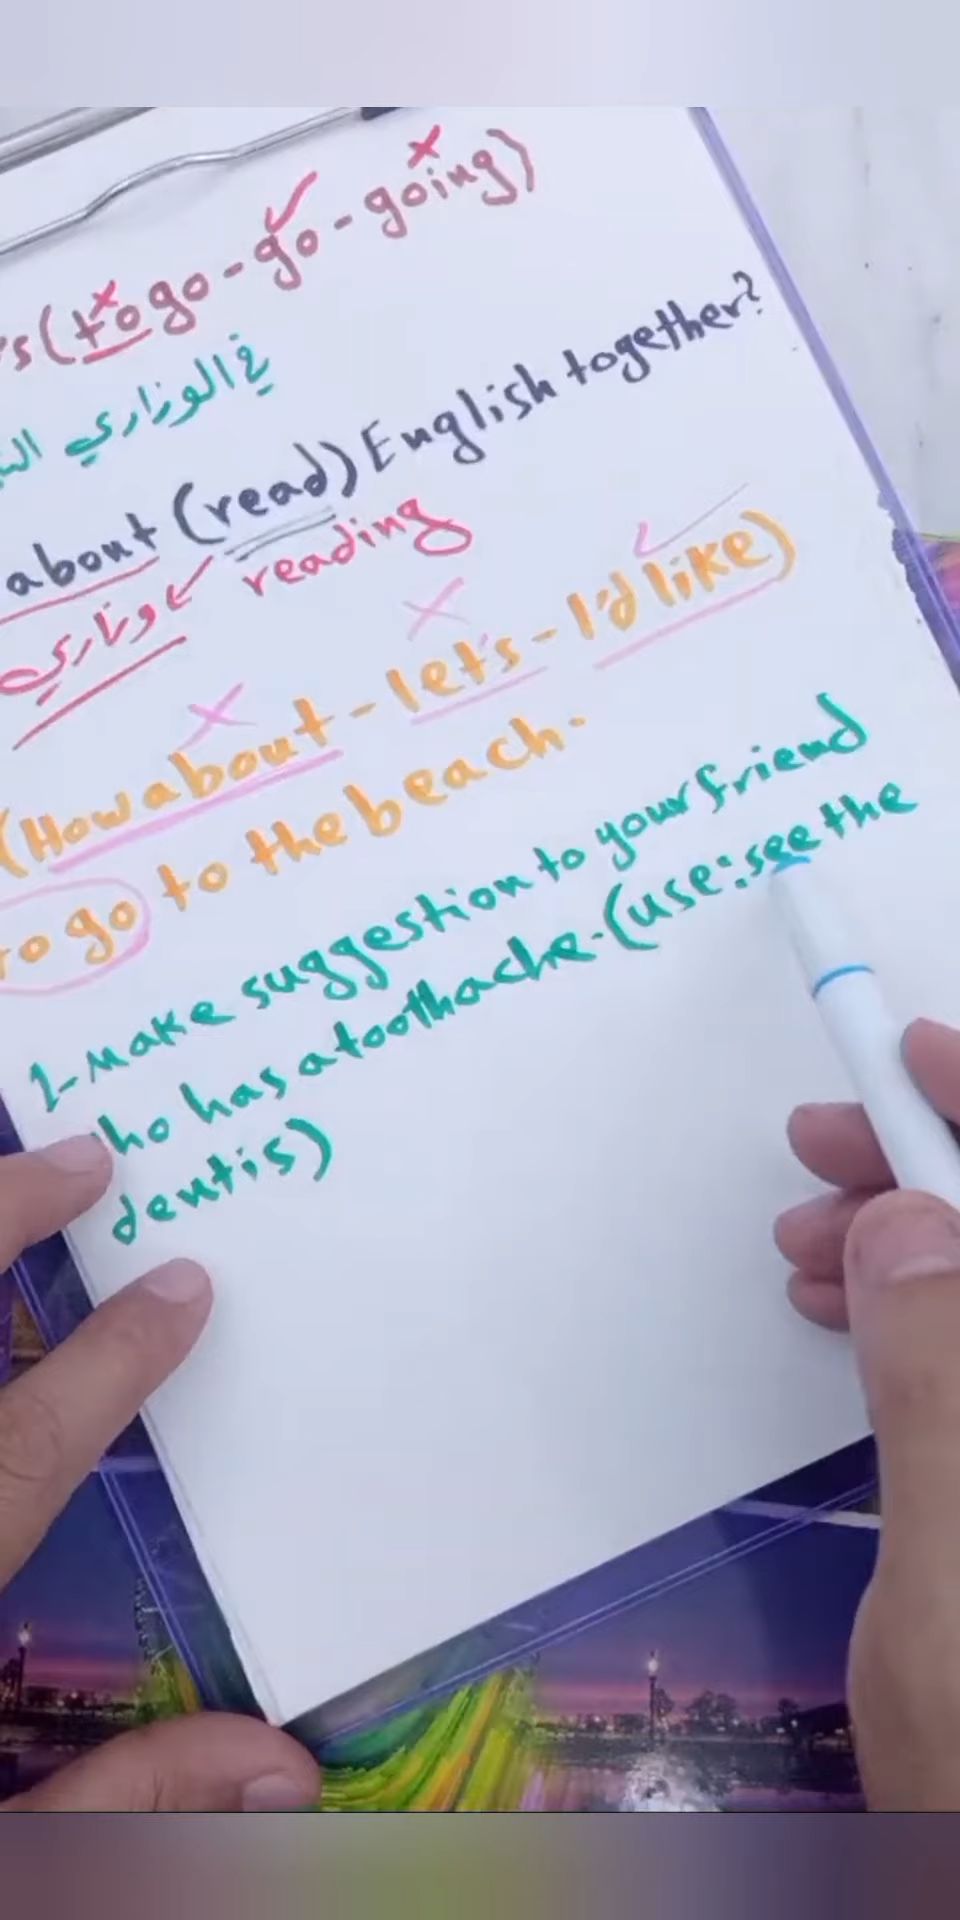 's (to go - go - going)
في الوزاري
about (read) English together?
وزاري reading
(How about - let's - I'd like)
to go to the beach.
1- Make suggestion to your friend
ho has a toothache. (use: see the
dentis)